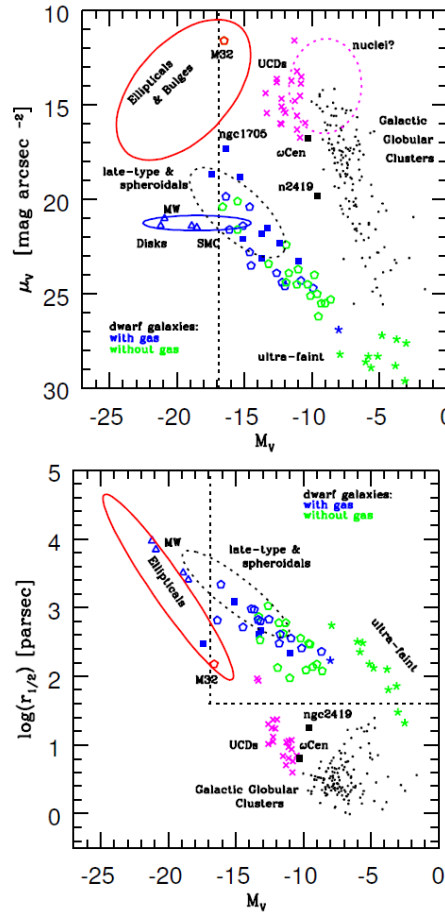 10
15
20
25
30
μV [mag arcsec −2]
Ellipticals
& Bulges
M32
UCDs
nuclei?
ngc1705
ωCen
Galactic
Globular
Clusters
late-type &
spheroidals
n2419
MW
Disks
SMC
dwarf galaxies:
with gas
without gas
ultra-faint
-25 -20 -15 -10 -5 0
MV
5
4
3
2
1
0
log(r1/2) [parsec]
dwarf galaxies:
with gas
without gas
MW
late-type &
spheroidals
Ellipticals
ultra-faint
M32
ngc2419
UCDs
ωCen
Galactic Globular
Clusters
-25 -20 -15 -10 -5 0
MV